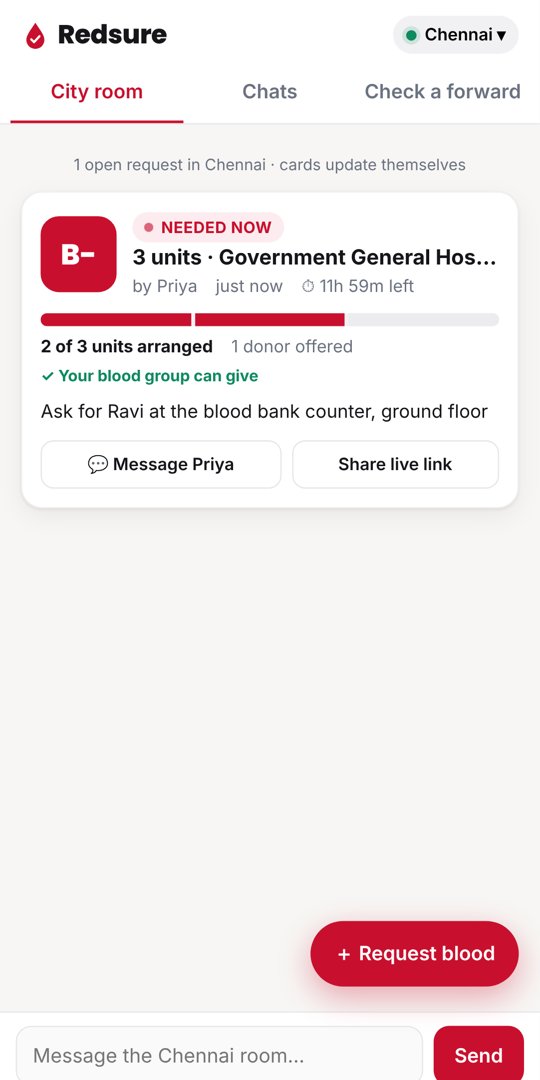 Redsure
Chennai ▾
City room
Chats
Check a forward
1 open request in Chennai · cards update themselves
B−
NEEDED NOW
3 units · Government General Hos...
by Priya just now ⏱ 11h 59m left
2 of 3 units arranged 1 donor offered
✓ Your blood group can give
Ask for Ravi at the blood bank counter, ground floor
💬 Message Priya
Share live link
+ Request blood
Message the Chennai room...
Send